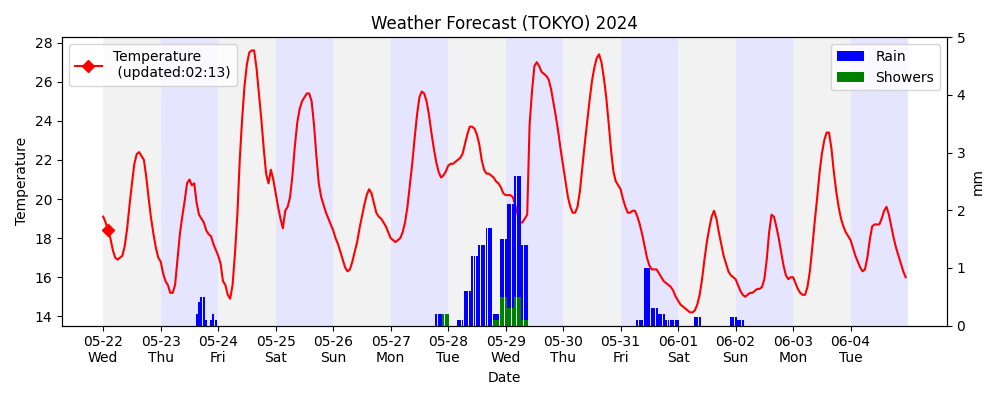 Weather Forecast (TOKYO) 2024
Temperature
(updated:02:13)
Rain
Showers
28
26
24
22
20
18
16
14
Temperature
5
4
3
2
1
0
mm
05-22 05-23 05-24 05-25 05-26 05-27 05-28 05-29 05-30 05-31 06-01 06-02 06-03 06-04
Wed Thu Fri Sat Sun Mon Tue Wed Thu Fri Sat Sun Mon Tue
Date